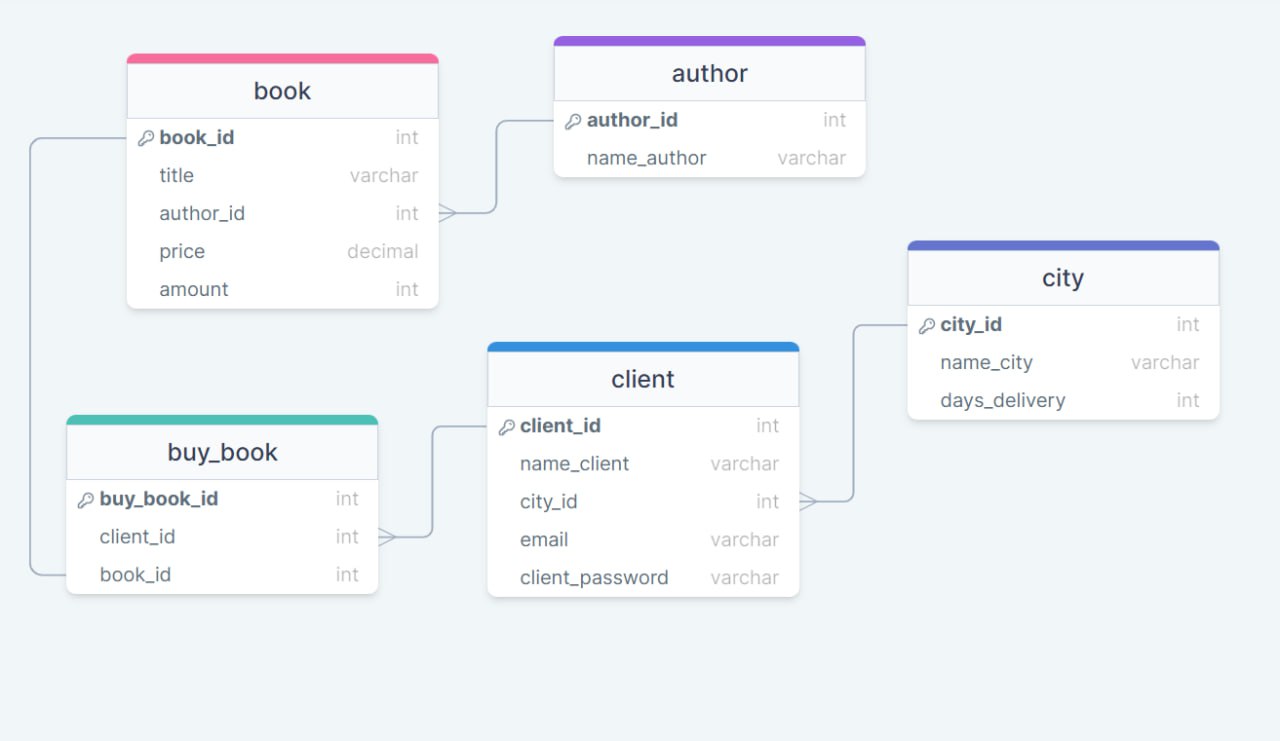 book
book_id int
title varchar
author_id int
price decimal
amount int
author
author_id int
name_author varchar
city
city_id int
name_city varchar
days_delivery int
client
client_id int
name_client varchar
city_id int
email varchar
client_password varchar
buy_book
buy_book_id int
client_id int
book_id int